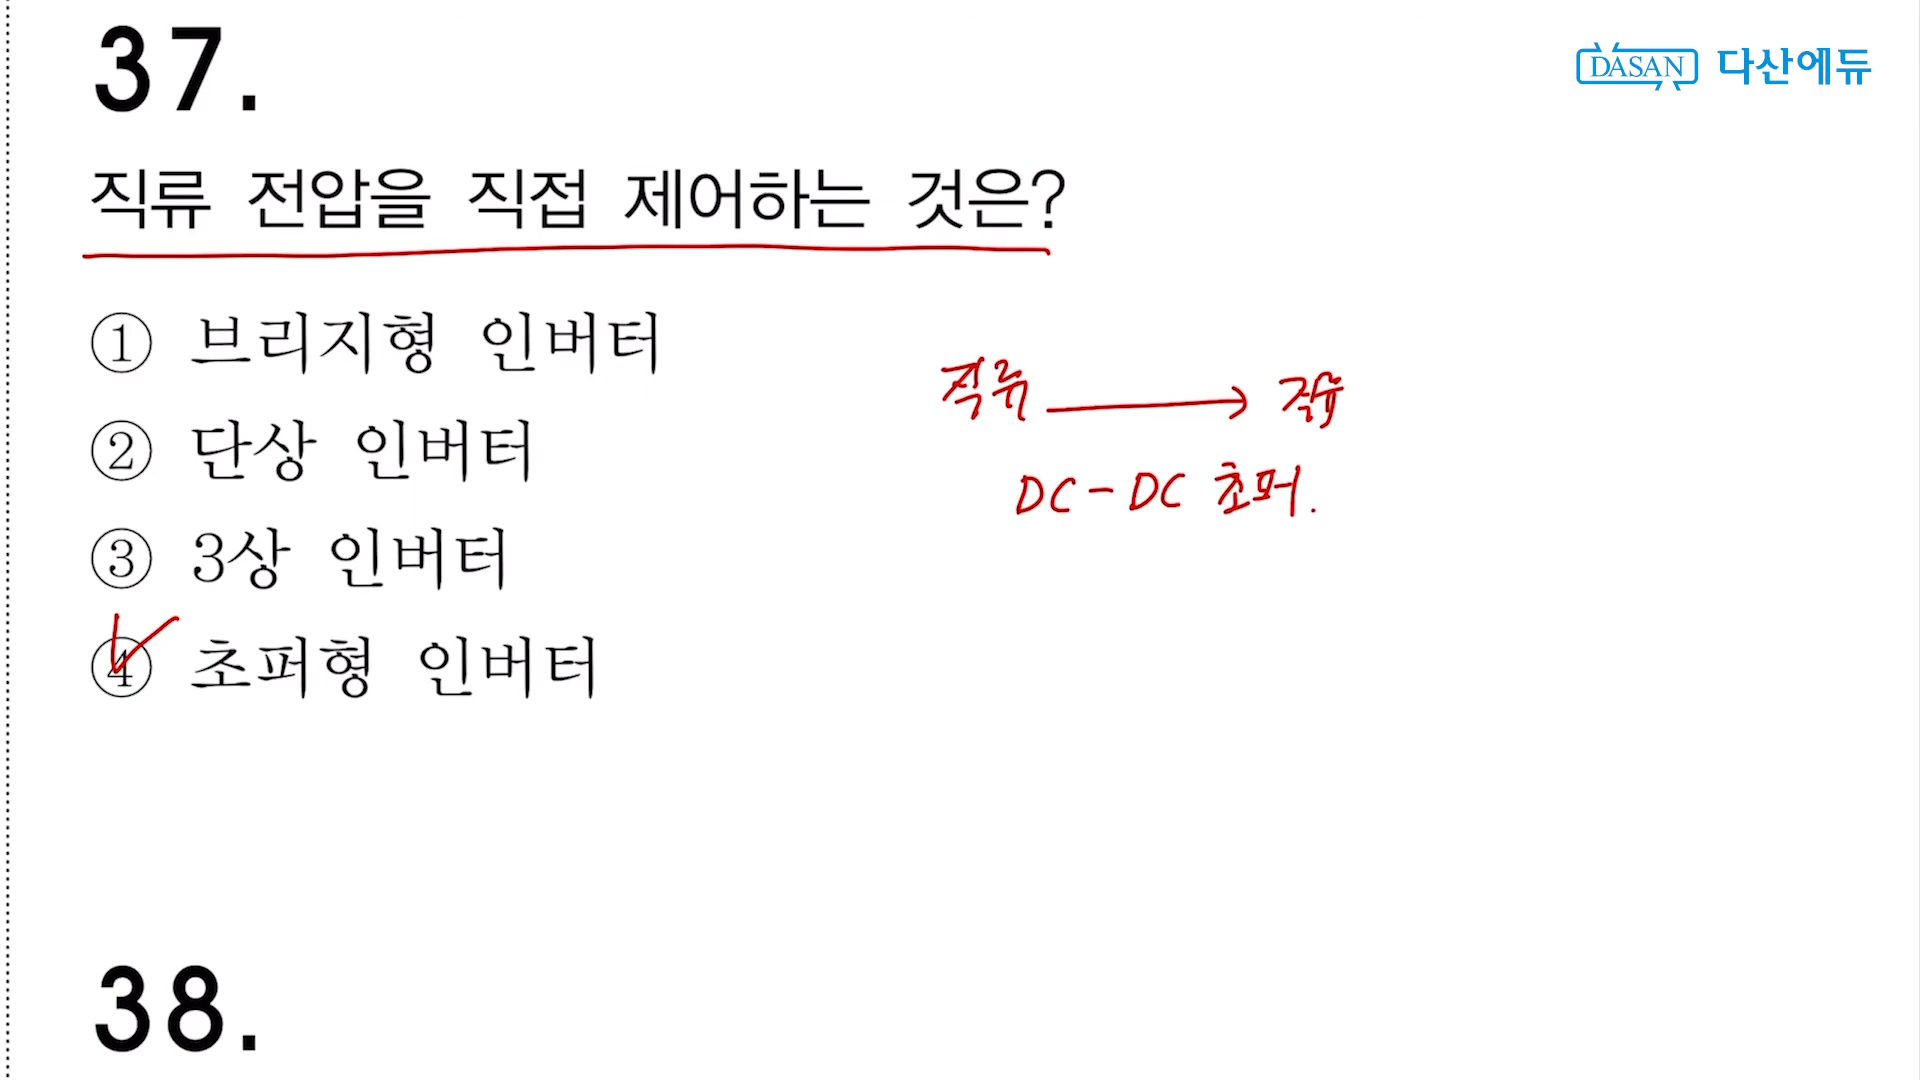 37.
DASAN 다산에듀
직류 전압을 직접 제어하는 것은?
① 브리지형 인버터
② 단상 인버터
③ 3상 인버터
④ 초퍼형 인버터
직류 → 직류
DC-DC 초퍼.
38.